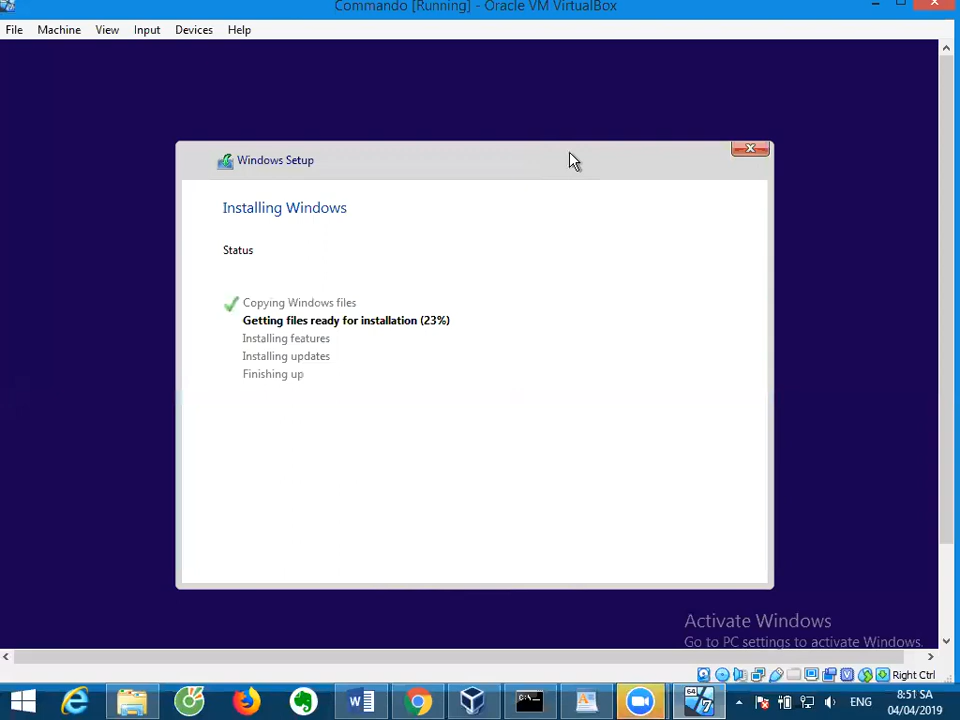 Commando [Running] - Oracle VM VirtualBox
File Machine View Input Devices Help
Windows Setup
Installing Windows
Status
Copying Windows files
Getting files ready for installation (23%)
Installing features
Installing updates
Finishing up
Activate Windows
Go to PC settings to activate Windows.
Right Ctrl
64
7
ENG
8:51 SA
04/04/2019